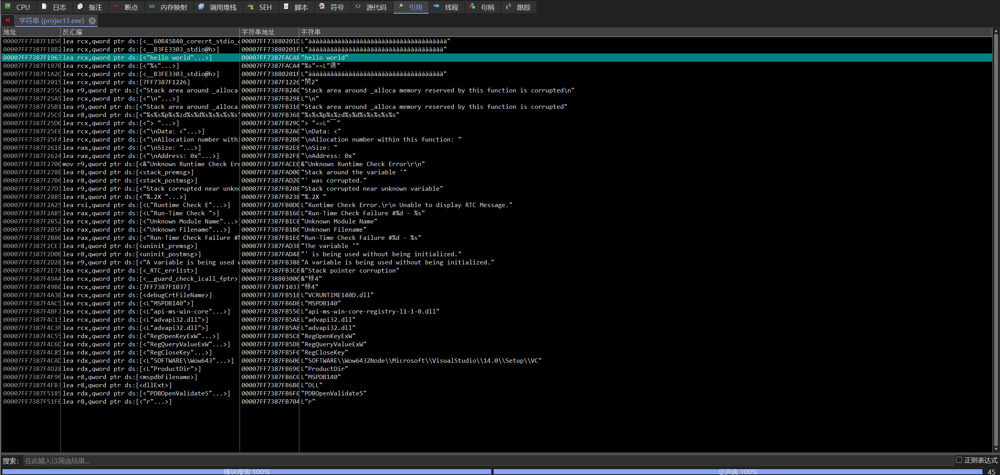 CPU 日志 备注 断点 内存映射 调用堆栈 SEH 脚本 符号 源代码 引用 线程 句柄 跟踪
字符串 (project3.exe)
地址 反汇编 字符串地址 字符串
00007FF7387F185F lea rcx,qword ptr ds:[<__60B45B40_corecrt_stdio_c 00007FF73880201D
00007FF7387F18B2 lea rcx,qword ptr ds:[<__B3FE3303_stdio@h>] 00007FF73880201F
00007FF7387F1963 lea rcx,qword ptr ds:[<"hello world"...>] 00007FF7387FACA8 "hello world"
00007FF7387F197B lea rcx,qword ptr ds:[<"%s"...>] 00007FF7387FACA4 "%s"==L"猥"
00007FF7387F1A2C lea rcx,qword ptr ds:[<__B3FE3303_stdio@h>] 00007FF73880201F
00007FF7387F2015 lea rcx,qword ptr ds:[7FF7387F1226] 00007FF7387F1226 "閑2"
00007FF7387F255C lea r9,qword ptr ds:[<"Stack area around _alloca 00007FF7387FB240 "Stack area around _alloca memory reserved by this function is corrupted\n"
00007FF7387F25A5 lea rcx,qword ptr ds:[<"\n"...>] 00007FF7387FB298 L"\n"
00007FF7387F25B1 lea r9,qword ptr ds:[<"Stack area around _alloca 00007FF7387FB310 "Stack area around _alloca memory reserved by this function is corrupted"
00007FF7387F25C9 lea r8,qword ptr ds:[<"%s%s%p%s%zd%s%d%s%s%s%s%s" 00007FF7387FB368 "%s%s%p%s%zd%s%d%s%s%s%s%s"
00007FF7387F25D0 lea rcx,qword ptr ds:[<"> "...>] 00007FF7387FB29C "> "==L"‾ "
00007FF7387F25EE lea rcx,qword ptr ds:[<"\nData: <"...>] 00007FF7387FB2A0 "\nData: <"
00007FF7387F25FA lea rcx,qword ptr ds:[<"\nAllocation number withi 00007FF7387FB2B0 "\nAllocation number within this function: "
00007FF7387F2618 lea rax,qword ptr ds:[<"\nSize: "...>] 00007FF7387FB2E8 "\nSize: "
00007FF7387F2624 lea rax,qword ptr ds:[<"\nAddress: 0x"...>] 00007FF7387FB2F8 "\nAddress: 0x"
00007FF7387F2700 mov r9,qword ptr ds:[<&"Unknown Runtime Check Err 00007FF7387FACE0 &"Unknown Runtime Check Error\r\n"
00007FF7387F278E lea r8,qword ptr ds:[<stack_premsg>] 00007FF7387FAD00 "Stack around the variable '"
00007FF7387F27B6 lea r8,qword ptr ds:[<stack_postmsg>] 00007FF7387FAD20 "' was corrupted."
00007FF7387F27D3 lea r9,qword ptr ds:[<"Stack corrupted near unkno 00007FF7387FB208 "Stack corrupted near unknown variable"
00007FF7387F28B5 lea r8,qword ptr ds:[<"%.2X "...>] 00007FF7387FB238 "%.2X "
00007FF7387F2A25 lea rsi,qword ptr ds:[<L"Runtime Check E"...>] 00007FF7387FB0D0 L"Runtime Check Error.\r\n Unable to display RTC Message."
00007FF7387F2AB5 lea rax,qword ptr ds:[<L"Run-Time Check ">] 00007FF7387FB160 L"Run-Time Check Failure #%d - %s"
00007FF7387F2B52 lea rcx,qword ptr ds:[<"Unknown Module Name"...>] 00007FF7387FB1C8 "Unknown Module Name"
00007FF7387F2B5F lea rax,qword ptr ds:[<"Unknown Filename"...>] 00007FF7387FB1B0 "Unknown Filename"
00007FF7387F2B80 lea rax,qword ptr ds:[<"Run-Time Check Failure #% 00007FF7387FB1E0 "Run-Time Check Failure #%d - %s"
00007FF7387F2CE3 lea r8,qword ptr ds:[<uninit_premsg>] 00007FF7387FAD38 "The variable '"
00007FF7387F2D0B lea r8,qword ptr ds:[<uninit_postmsg>] 00007FF7387FAD48 "' is being used without being initialized."
00007FF7387F2D28 lea r9,qword ptr ds:[<"A variable is being used w 00007FF7387FB388 "A variable is being used without being initialized."
00007FF7387F2E78 lea rcx,qword ptr ds:[<_RTC_errlist>] 00007FF7387FB3C8 &"Stack pointer corruption"
00007FF7387F49A4 lea rcx,qword ptr ds:[<__guard_check_icall_fptr>] 00007FF738803000
00007FF7387F49B0 lea rcx,qword ptr ds:[7FF7387F1037] 00007FF7387F1037
00007FF7387F4A3B lea rcx,qword ptr ds:[<debugCrtFileName>] 00007FF7387FB518 L"VCRUNTIME140D.dll"
00007FF7387F4AC5 lea rcx,qword ptr ds:[<L"MSPDB140">] 00007FF7387FB6D8 L"MSPDB140"
00007FF7387F4BF7 lea rcx,qword ptr ds:[<L"api-ms-win-core"...>] 00007FF7387FB550 L"api-ms-win-core-registry-l1-1-0.dll"
00007FF7387F4C13 lea rcx,qword ptr ds:[<L"advapi32.dll">] 00007FF7387FB5A8 L"advapi32.dll"
00007FF7387F4C3F lea rcx,qword ptr ds:[<L"advapi32.dll">] 00007FF7387FB5A8 L"advapi32.dll"
00007FF7387F4C55 lea rdx,qword ptr ds:[<"RegOpenKeyExW"...>] 00007FF7387FB5C8 "RegOpenKeyExW"
00007FF7387F4C6D lea rdx,qword ptr ds:[<"RegQueryValueExW"...>] 00007FF7387FB5D8 "RegQueryValueExW"
00007FF7387F4C85 lea rdx,qword ptr ds:[<"RegCloseKey"...>] 00007FF7387FB5F0 "RegCloseKey"
00007FF7387F4CAD lea rdx,qword ptr ds:[<L"SOFTWARE\\Wow643"...>] 00007FF7387FB600 L"SOFTWARE\\Wow6432Node\\Microsoft\\VisualStudio\\14.0\\Setup\\VC"
00007FF7387F4D28 lea rdx,qword ptr ds:[<L"ProductDir">] 00007FF7387FB690 L"ProductDir"
00007FF7387F4F96 lea r8,qword ptr ds:[<mspdbFilename>] 00007FF7387FB6C0 L"MSPDB140"
00007FF7387F4FB3 lea r8,qword ptr ds:[<dllExt>] 00007FF7387FB6B0 L"DLL"
00007FF7387F5185 lea rdx,qword ptr ds:[<"PDBOpenValidate5"...>] 00007FF7387FB6F0 "PDBOpenValidate5"
00007FF7387F51FE lea r8,qword ptr ds:[<"r"...>] 00007FF7387FB704 L"r"
搜索: 在此输入以筛选结果... 正则表达式
模块搜索 100% 总进度 100% 45